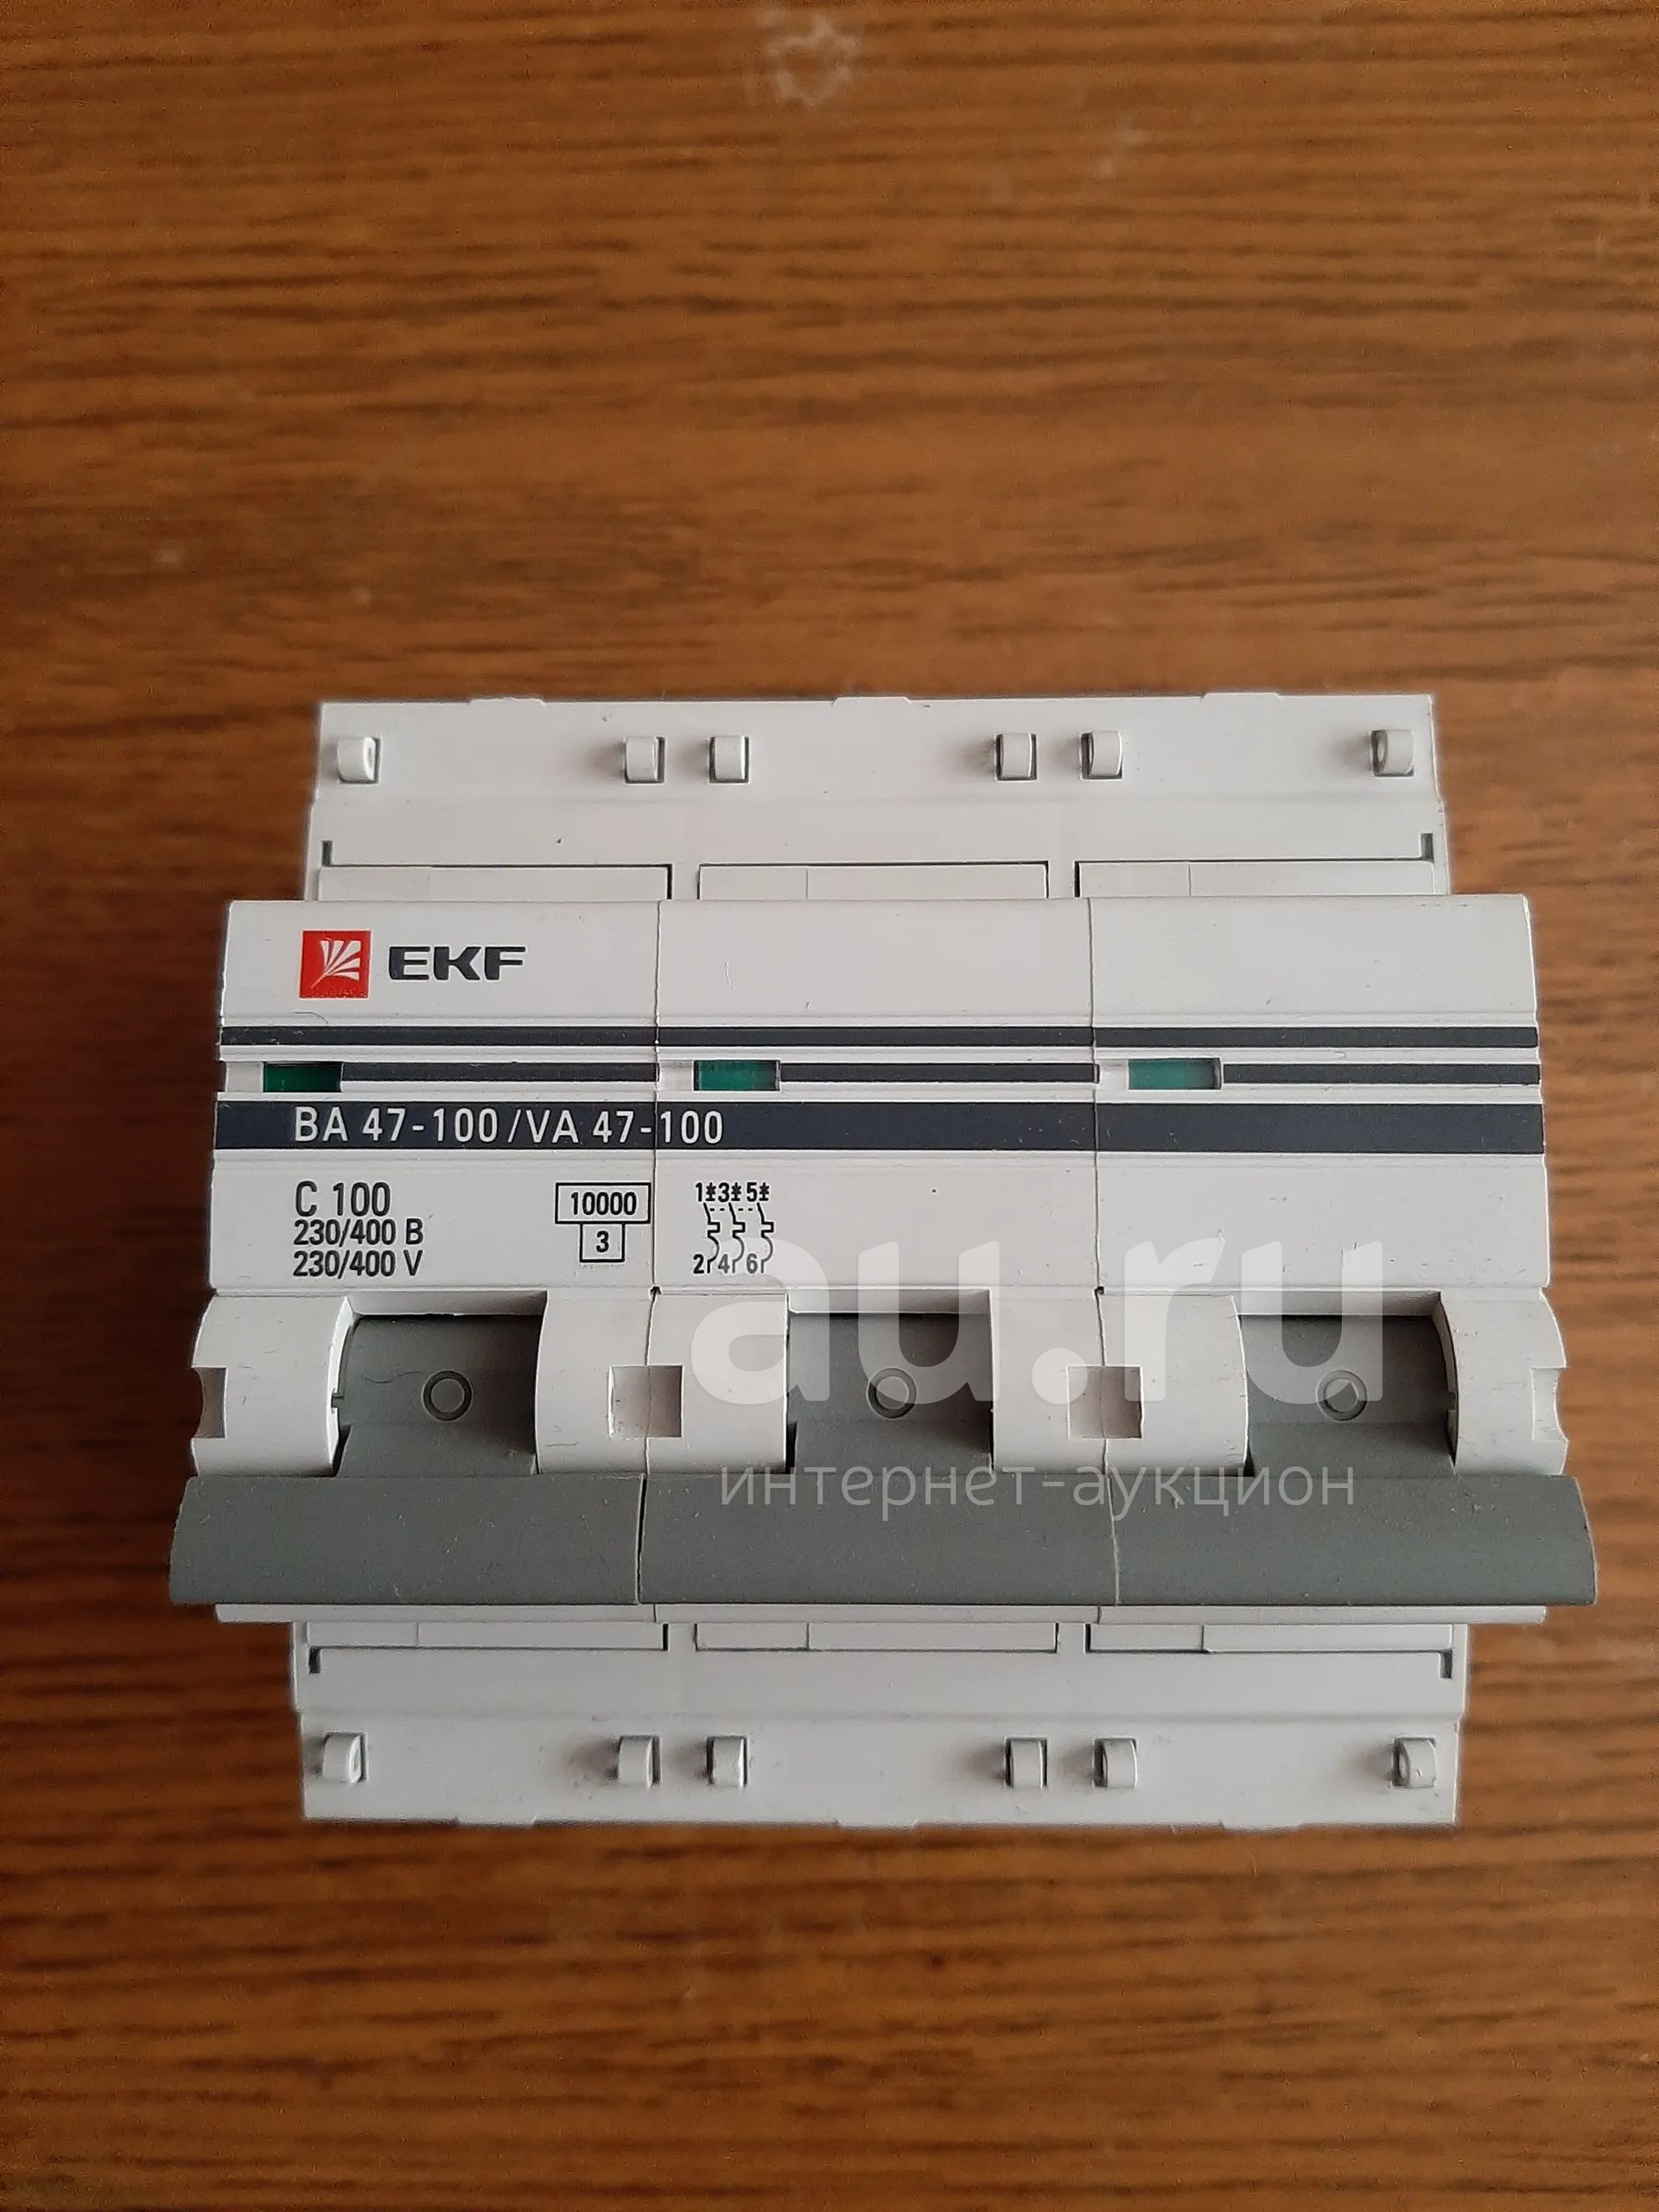 EKF
ВА 47-100/VA 47-100
C 100
230/400 В
230/400 V
10000
3
1 3 5
2 4 6
au.ru
интернет-аукцион